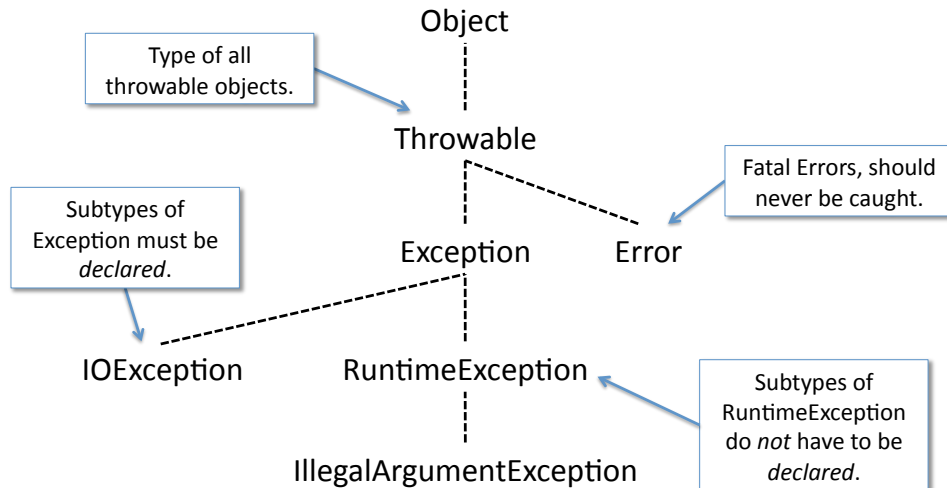 Object
Type of all
throwable objects.
Throwable
Fatal Errors, should
never be caught.
Subtypes of
Exception must be
declared.
Exception
Error
IOException
RuntimeException
Subtypes of
RuntimeException
do not have to be
declared.
IllegalArgumentException